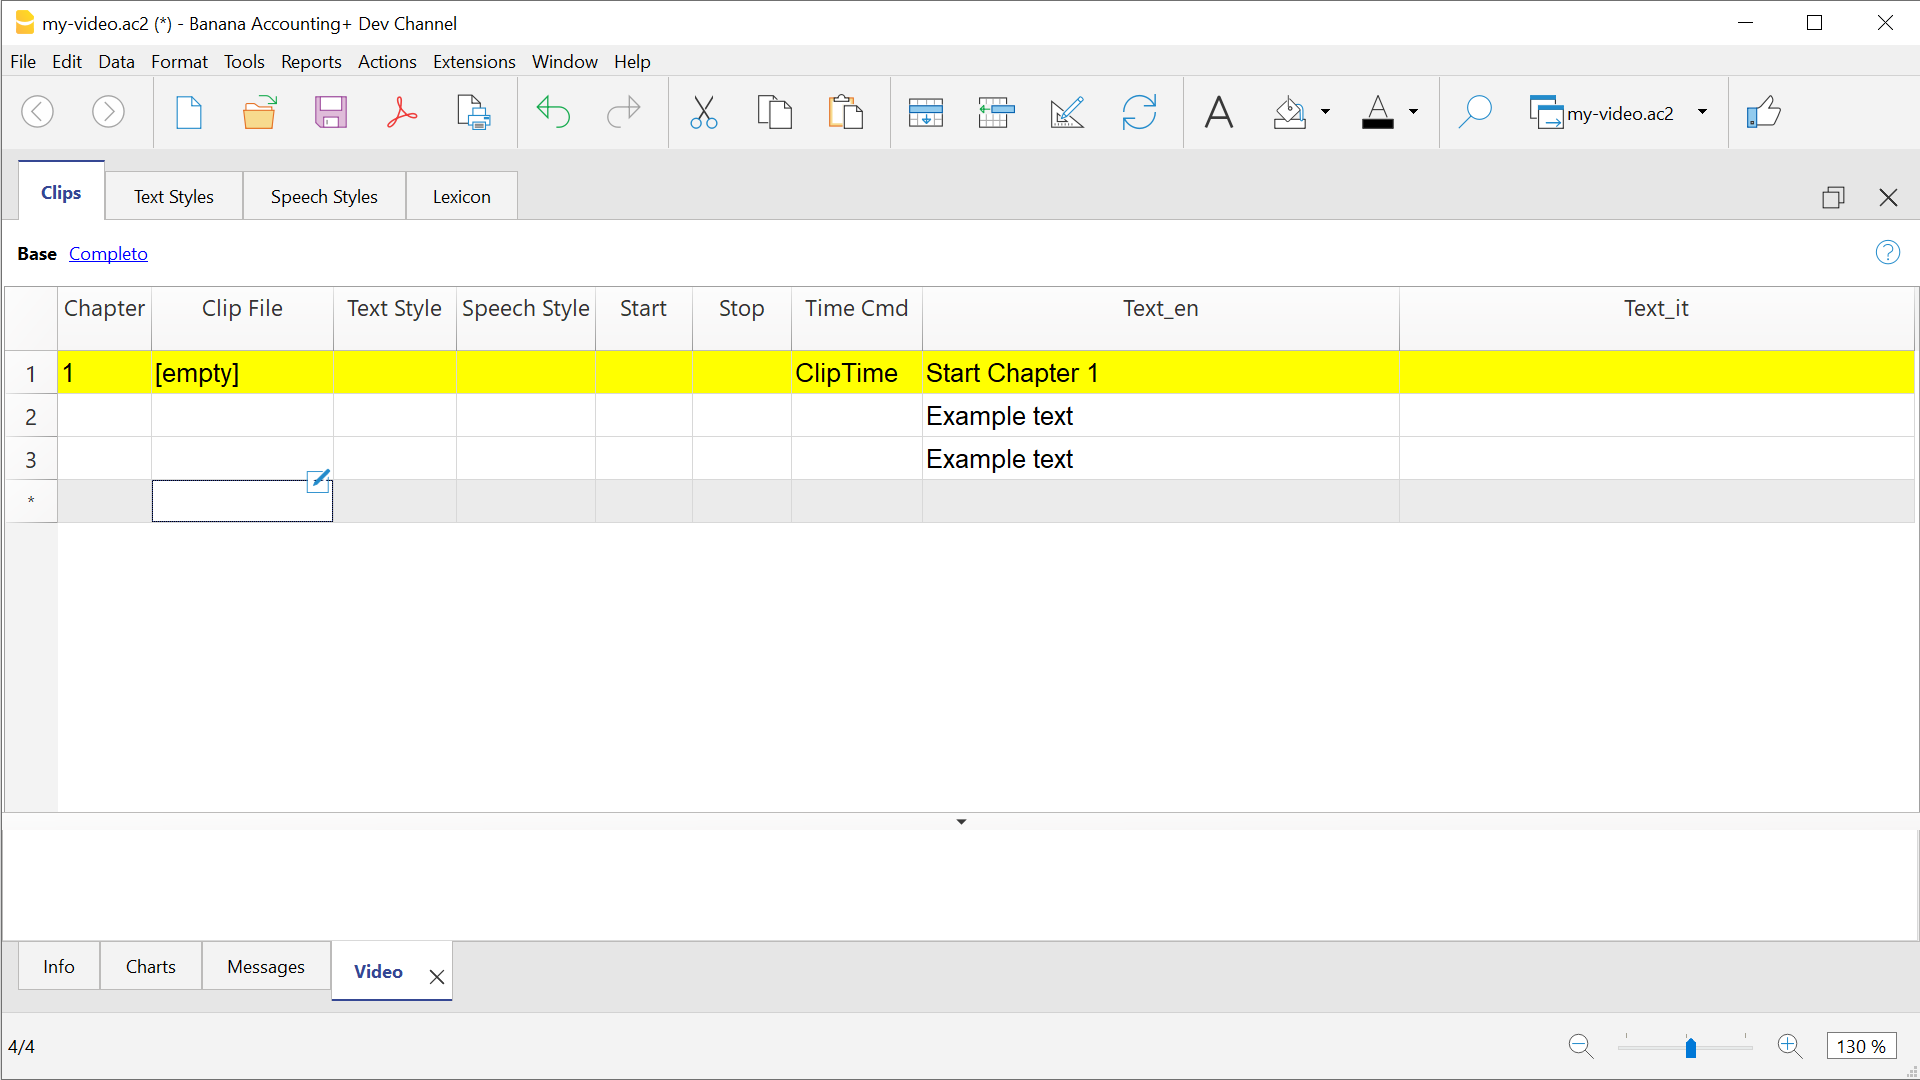 my-video.ac2 (*) - Banana Accounting+ Dev Channel
File Edit Data Format Tools Reports Actions Extensions Window Help
my-video.ac2
Clips Text Styles Speech Styles Lexicon
Base Completo
Chapter Clip File Text Style Speech Style Start Stop Time Cmd Text_en Text_it
1 1 [empty] ClipTime Start Chapter 1
2 Example text
3 Example text
*
Info Charts Messages Video
4/4 130 %